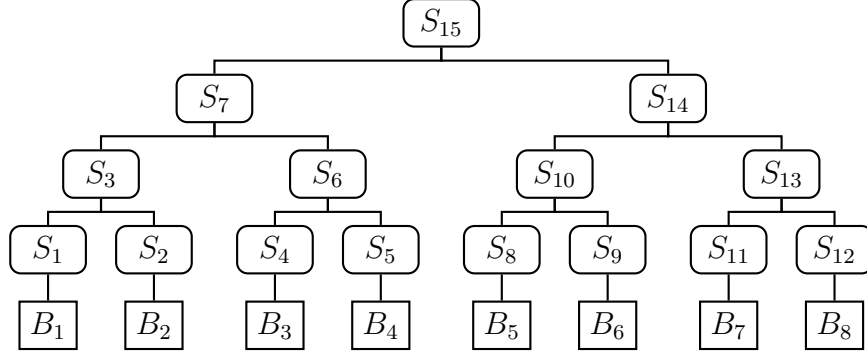 S₁₅
S₇ S₁₄
S₃ S₆ S₁₀ S₁₃
S₁ S₂ S₄ S₅ S₈ S₉ S₁₁ S₁₂
B₁ B₂ B₃ B₄ B₅ B₆ B₇ B₈